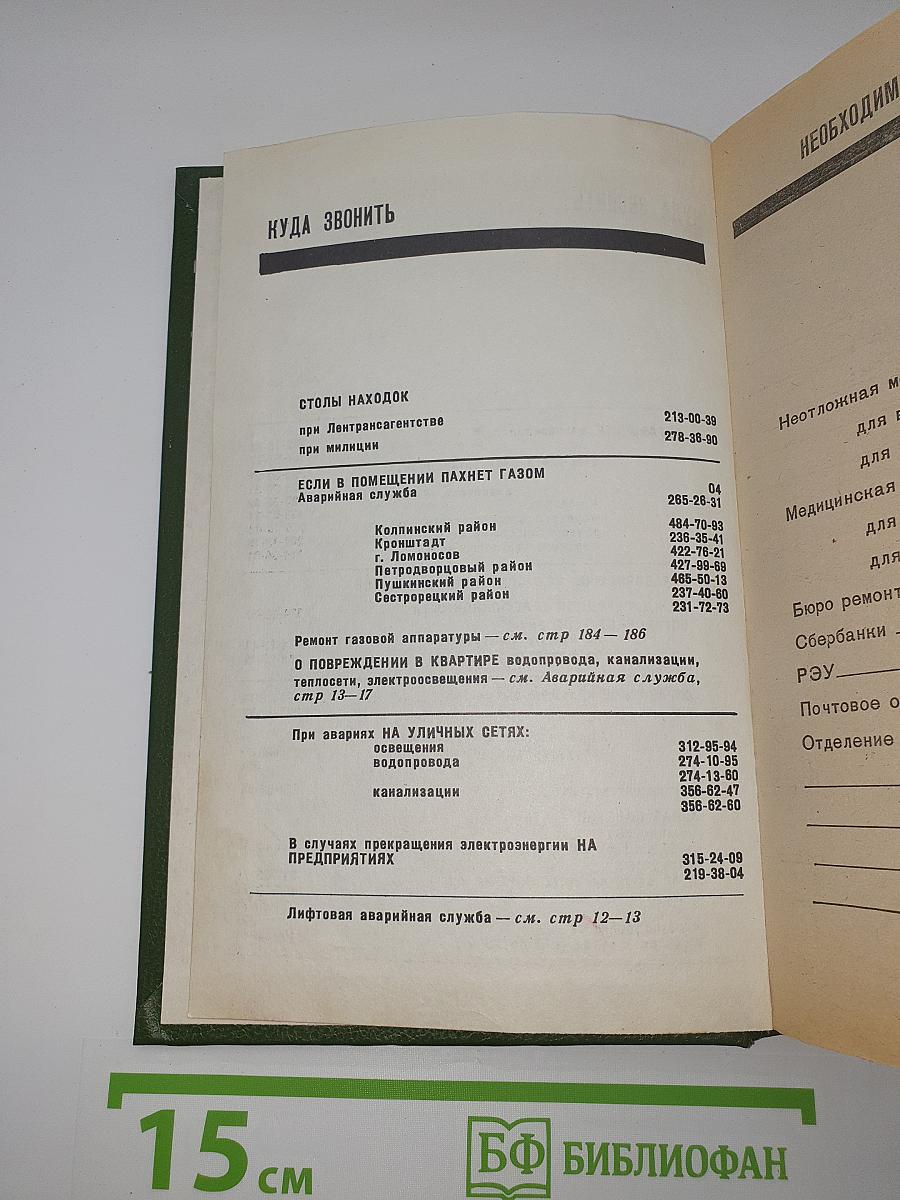 КУДА ЗВОНИТЬ
СТОЛЫ НАХОДОК
при Лентрансагентстве 213-00-39
при милиции 278-36-90
ЕСЛИ В ПОМЕЩЕНИИ ПАХНЕТ ГАЗОМ
Аварийная служба 04
265-26-31
Колпинский район 484-70-93
Кронштадт 236-35-41
г. Ломоносов 422-76-21
Петродворцовый район 427-99-69
Пушкинский район 465-50-13
Сестрорецкий район 237-40-60
231-72-73
Ремонт газовой аппаратуры — см. стр 184—186
О ПОВРЕЖДЕНИИ В КВАРТИРЕ водопровода, канализации,
теплосети, электроосвещения — см. Аварийная служба,
стр 13—17
При авариях НА УЛИЧНЫХ СЕТЯХ:
освещения 312-95-94
водопровода 274-10-95
274-13-60
канализации 356-62-47
356-62-60
В случаях прекращения электроэнергии НА
ПРЕДПРИЯТИЯХ 315-24-09
219-38-04
Лифтовая аварийная служба — см. стр 12—13
НЕОБХОДИМ
Неотложная м
для
для
Медицинская
для
для
Бюро ремонт
Сбербанки
РЭУ
Почтовое о
Отделение
15 см
БФ БИБЛИОФАН